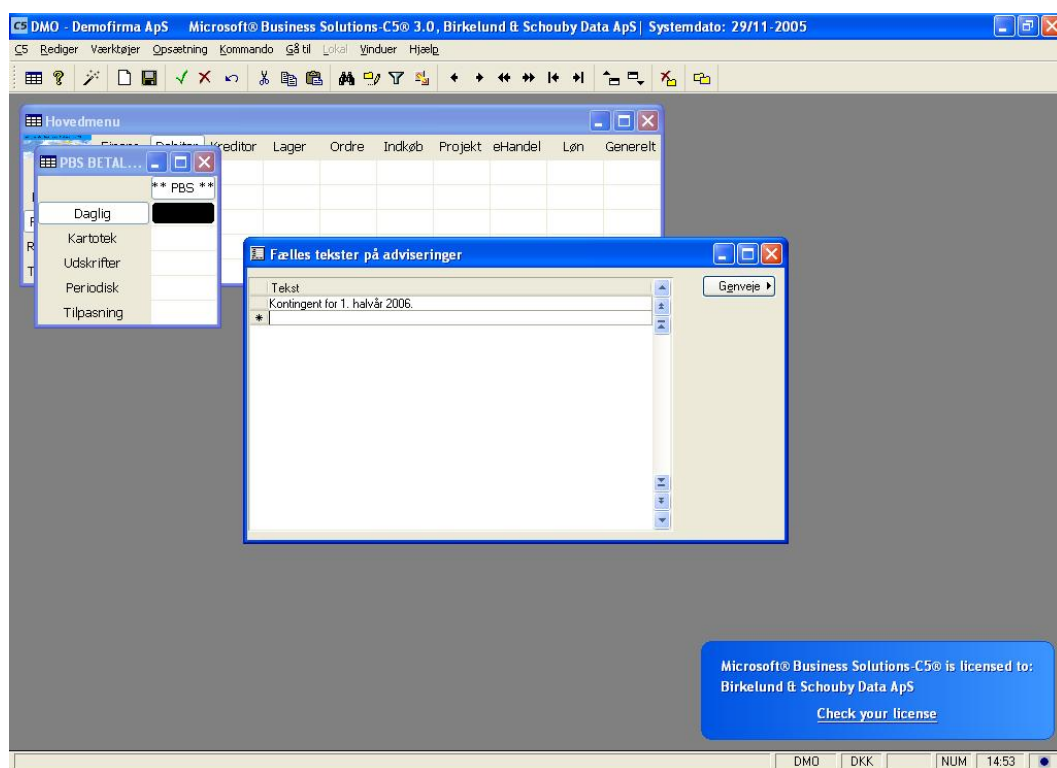 C5 DMO - Demofirma ApS Microsoft® Business Solutions-C5® 3.0, Birkelund & Schouby Data ApS| Systemdato: 29/11-2005
C5 Rediger Værktøjer Opsætning Kommando Gå til Lokal Vinduer Hjælp
Hovedmenu
Kreditor Lager Ordre Indkøb Projekt eHandel Løn Generelt
PBS BETAL...
** PBS **
Daglig
Kartotek
Udskrifter
Periodisk
Tilpasning
Fælles tekster på adviseringer
Tekst
Kontingent for 1. halvår 2006.
Genveje
Microsoft® Business Solutions-C5® is licensed to:
Birkelund & Schouby Data ApS
Check your license
DMO DKK NUM 14:53